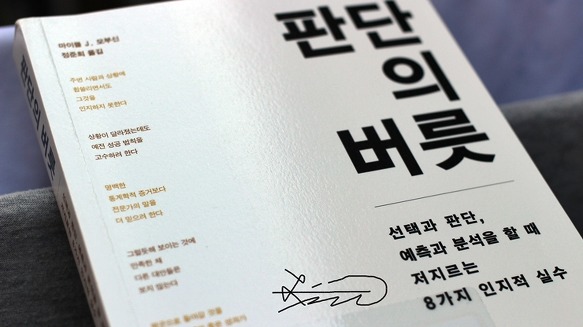 마이클 J. 모부신
정준희 옮김
주변 사람과 상황에
휩쓸리면서도
그것을
인지하지 못한다
상황이 달라졌는데도
예전 성공 법칙을
고수하려 한다
명백한
통계학적 증거보다
전문가의 말을
더 믿으려 한다
그럴듯해 보이는 것에
만족한 채
다른 대안들은
보지 않는다
판단
의
버릇
선택과 판단,
예측과 분석을 할 때
저지르는
8가지 인지적 실수
판단의 버릇